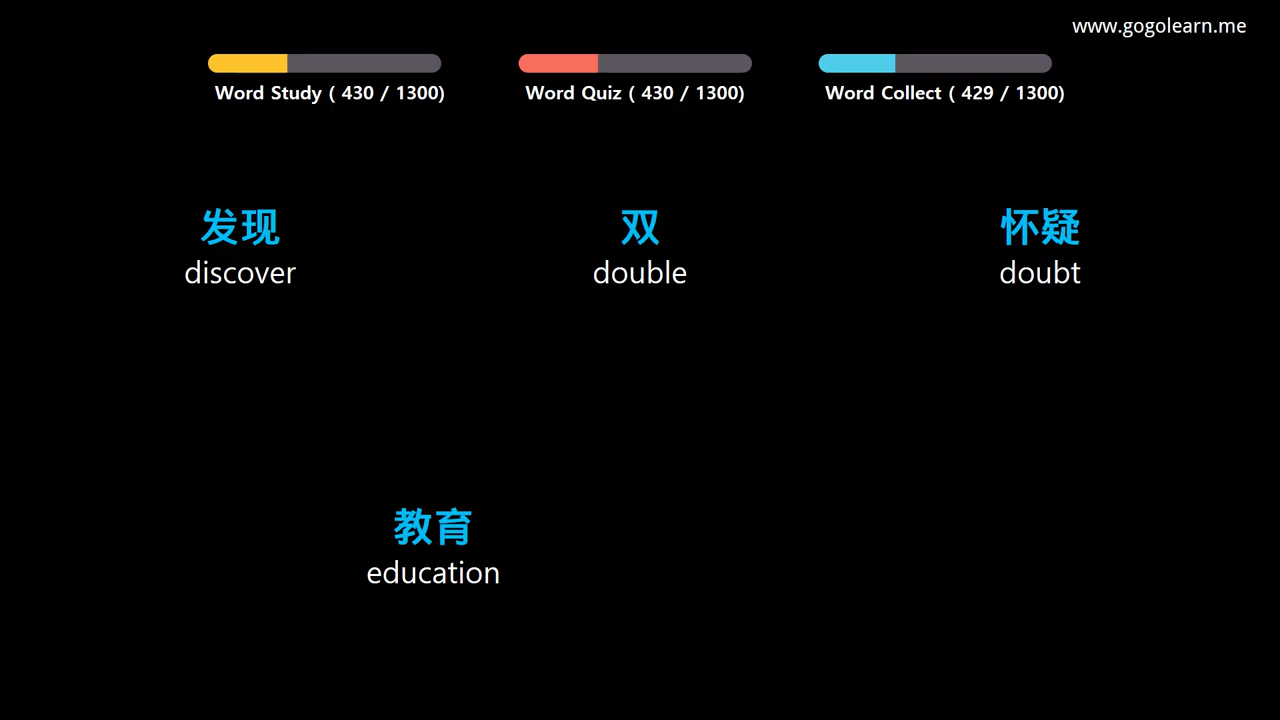 www.gogolearn.me
Word Study ( 430 / 1300)
Word Quiz ( 430 / 1300)
Word Collect ( 429 / 1300)
发现
discover
双
double
怀疑
doubt
教育
education